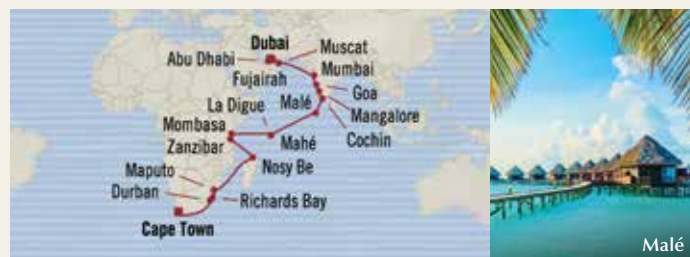 Dubai
Abu Dhabi
Muscat
Fujairah
Mumbai
Goa
La Digue
Malé
Mangalore
Mombasa
Cochin
Zanzibar
Mahé
Nosy Be
Maputo
Durban
Richards Bay
Cape Town
Malé